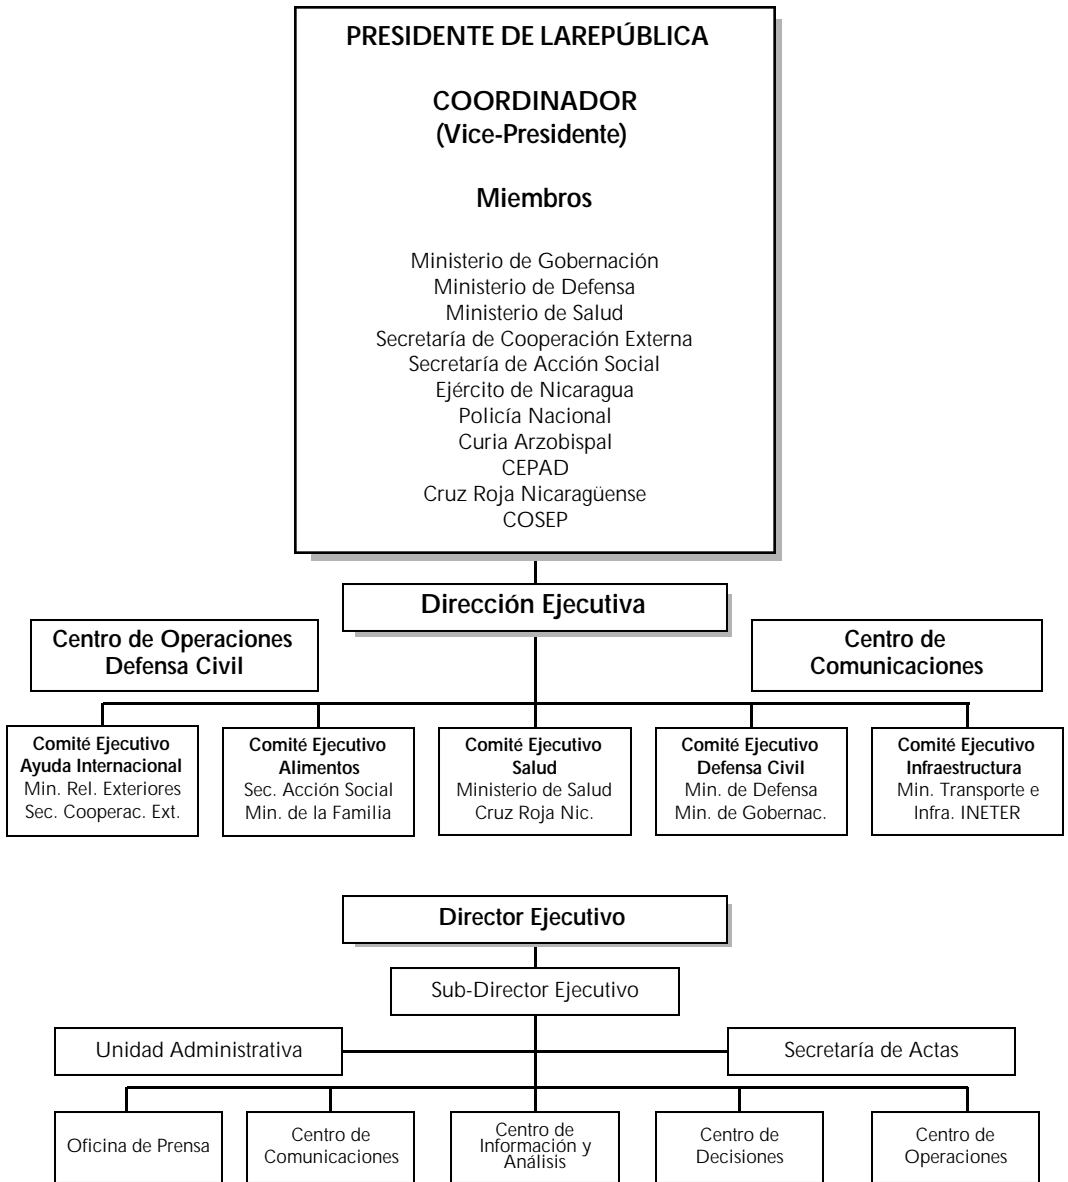 PRESIDENTE DE LAREPÚBLICA
COORDINADOR
(Vice-Presidente)
Miembros
Ministerio de Gobernación
Ministerio de Defensa
Ministerio de Salud
Secretaría de Cooperación Externa
Secretaría de Acción Social
Ejército de Nicaragua
Policía Nacional
Curia Arzobispal
CEPAD
Cruz Roja Nicaragüense
COSEP
Dirección Ejecutiva
Centro de Operaciones
Defensa Civil
Centro de
Comunicaciones
Comité Ejecutivo
Ayuda Internacional
Min. Rel. Exteriores
Sec. Cooperac. Ext.
Comité Ejecutivo
Alimentos
Sec. Acción Social
Min. de la Familia
Comité Ejecutivo
Salud
Ministerio de Salud
Cruz Roja Nic.
Comité Ejecutivo
Defensa Civil
Min. de Defensa
Min. de Gobernac.
Comité Ejecutivo
Infraestructura
Min. Transporte e
Infra. INETER
Director Ejecutivo
Sub-Director Ejecutivo
Unidad Administrativa
Secretaría de Actas
Oficina de Prensa
Centro de
Comunicaciones
Centro de
Información y
Análisis
Centro de
Decisiones
Centro de
Operaciones